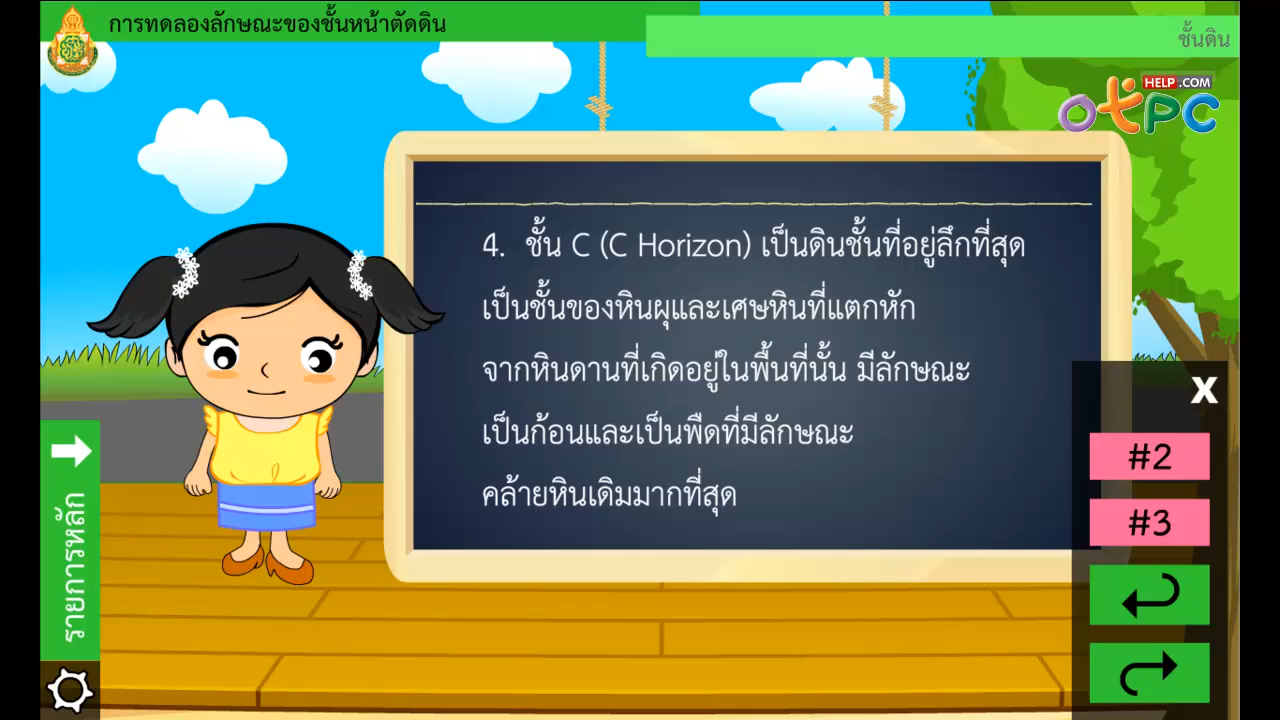 การทดลองลักษณะของชั้นหน้าตัดดิน
ชั้นดิน
HELP.COM
OTPC
4. ชั้น C (C Horizon) เป็นดินชั้นที่อยู่ลึกที่สุด
เป็นชั้นของหินผุและเศษหินที่แตกหัก
จากหินดานที่เกิดอยู่ในพื้นที่นั้น มีลักษณะ
เป็นก้อนและเป็นพืดที่มีลักษณะ
คล้ายหินเดิมมากที่สุด
X
#2
#3
รายการหลัก